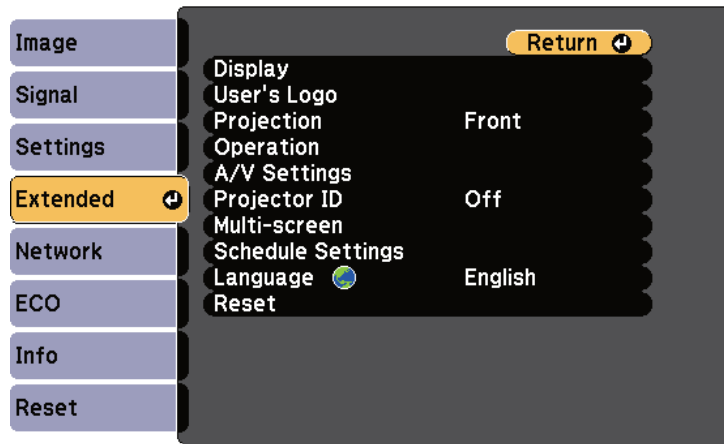 Image
Signal
Settings
Extended
Network
ECO
Info
Reset
Return
Display
User's Logo
Projection Front
Operation
A/V Settings
Projector ID Off
Multi-screen
Schedule Settings
Language English
Reset